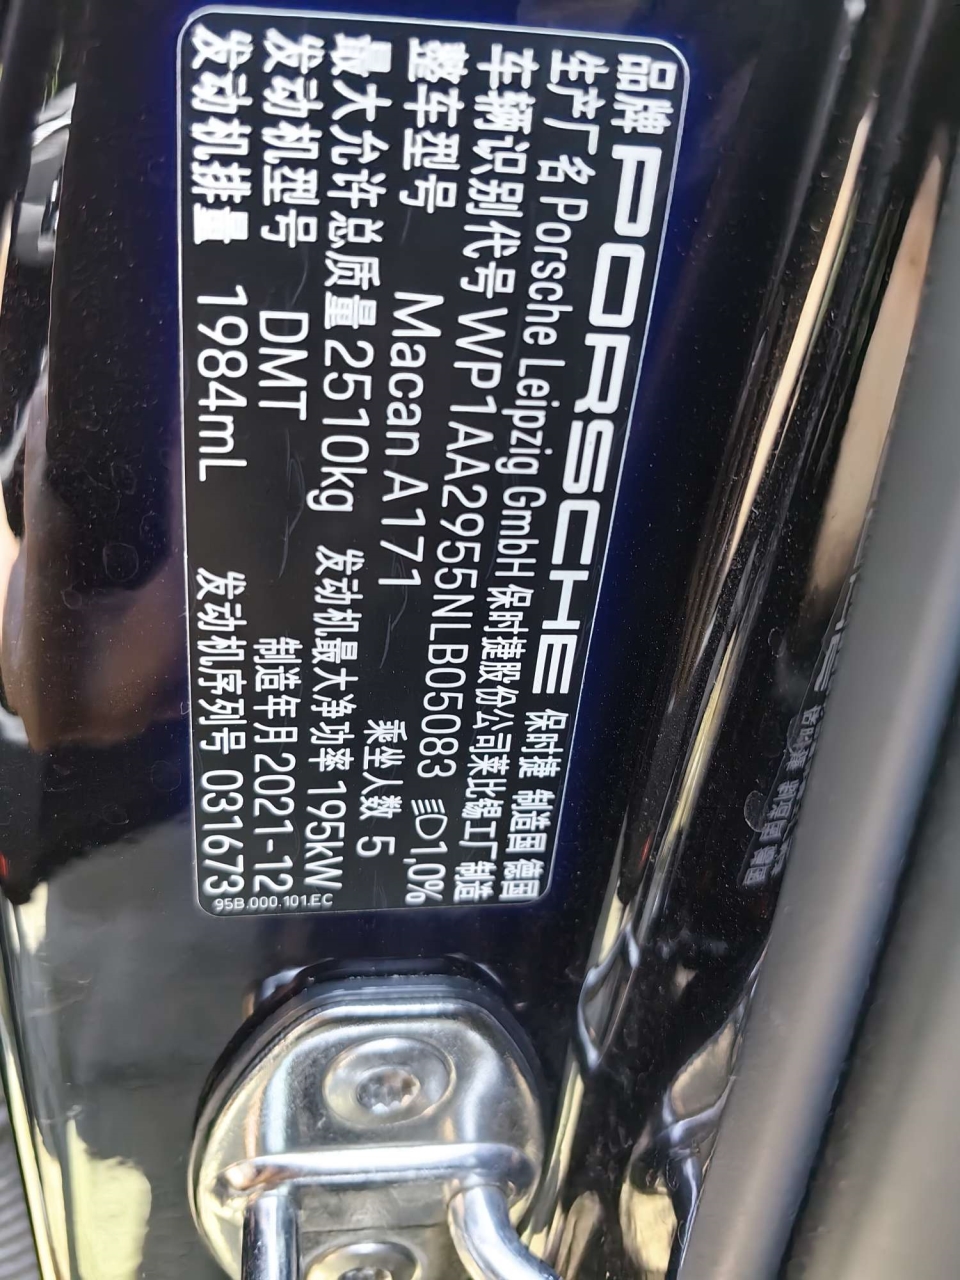 品牌 PORSCHE 保时捷 制造国 德国
生产厂名 Porsche Leipzig GmbH 保时捷股份公司莱比锡工厂 制造
车辆识别代号 WP1AA2955NLB05083
整车型号 Macan A171 1,0%
最大允许总质量 2510kg 乘坐人数 5
发动机型号 DMT 发动机最大净功率 195kW
发动机排量 1984mL 制造年月 2021-12
发动机序列号 031673
95B.000.101.EC